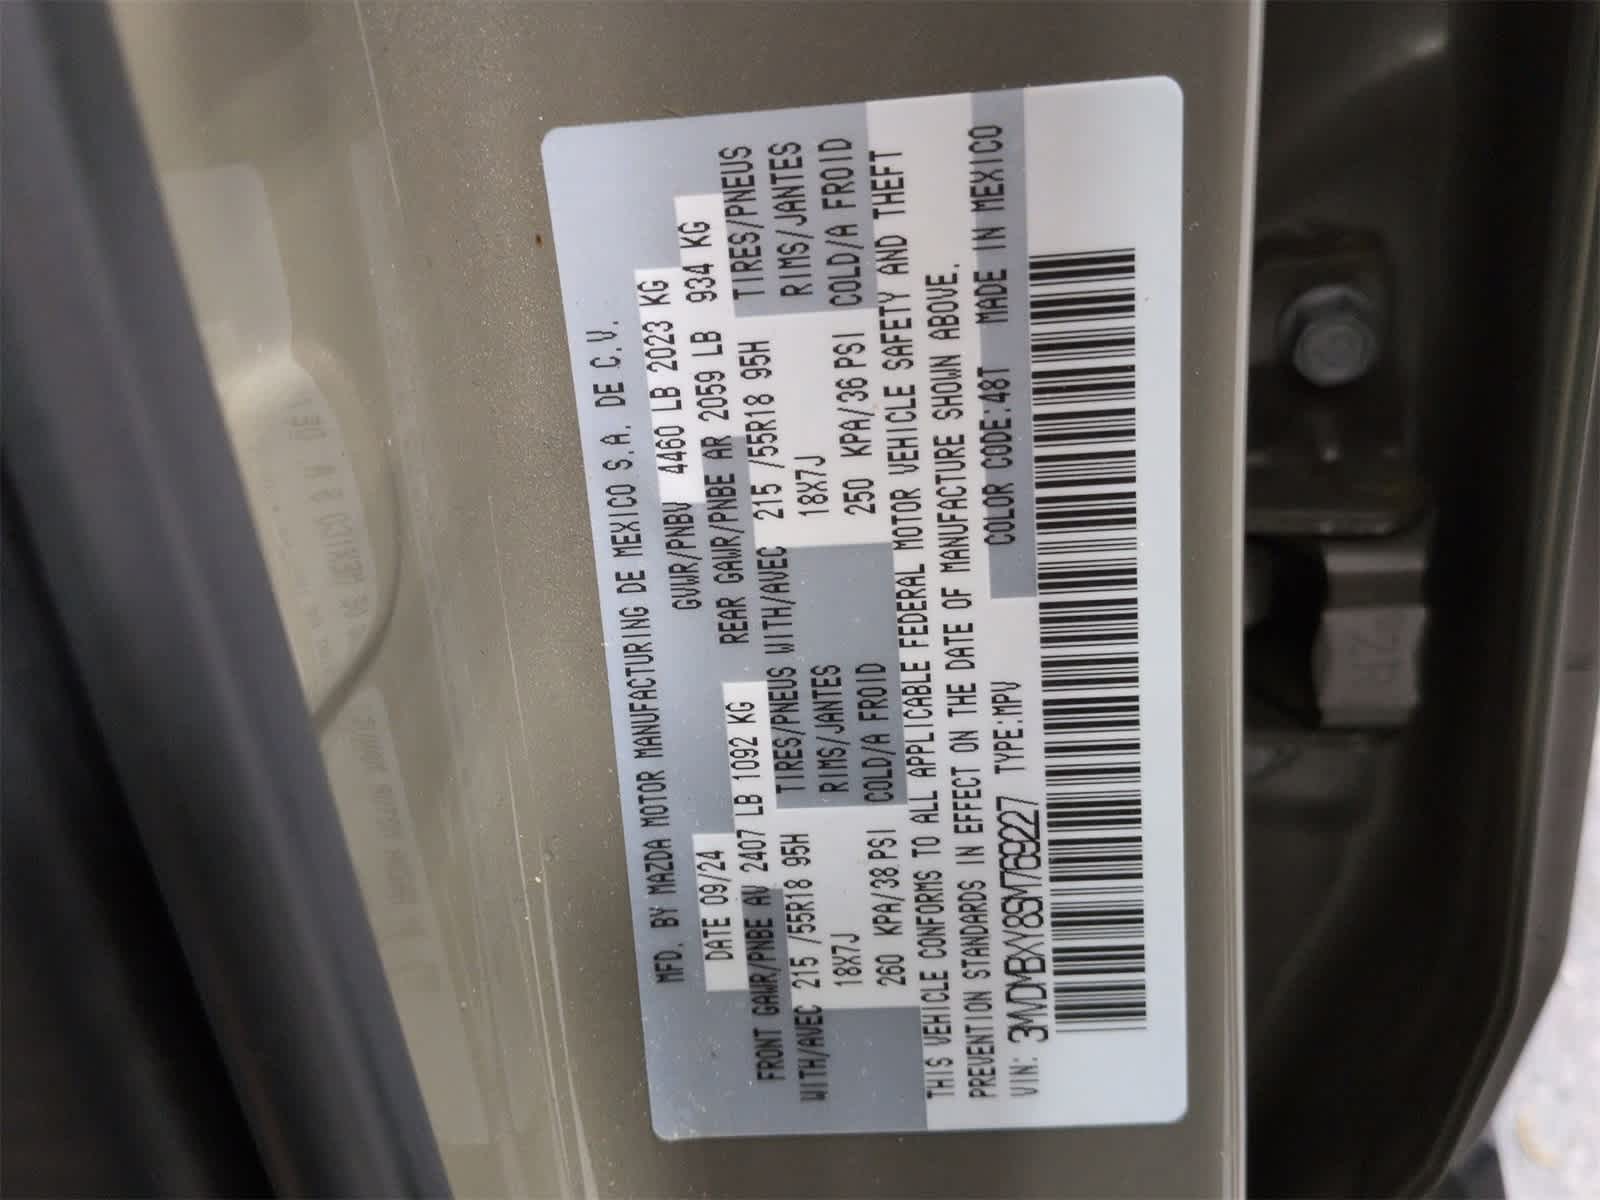 MFD. BY MAZDA MOTOR MANUFACTURING DE MEXICO S.A. DE C.V.
DATE 09/24 GVWR/PNBV 4460 LB 2023 KG
FRONT GAWR/PNBE AV 2407 LB 1092 KG REAR GAWR/PNBE AR 2059 LB 934 KG
WITH/AVEC 215 /55R18 95H TIRES/PNEUS WITH/AVEC 215 /55R18 95H TIRES/PNEUS
18X7J RIMS/JANTES 18X7J RIMS/JANTES
260 KPA/38 PSI COLD/A FROID 250 KPA/36 PSI COLD/A FROID
THIS VEHICLE CONFORMS TO ALL APPLICABLE FEDERAL MOTOR VEHICLE SAFETY AND THEFT
PREVENTION STANDARDS IN EFFECT ON THE DATE OF MANUFACTURE SHOWN ABOVE.
VIN: 3MVDMBXY8SM769227 TYPE:MPV COLOR CODE:48T MADE IN MEXICO